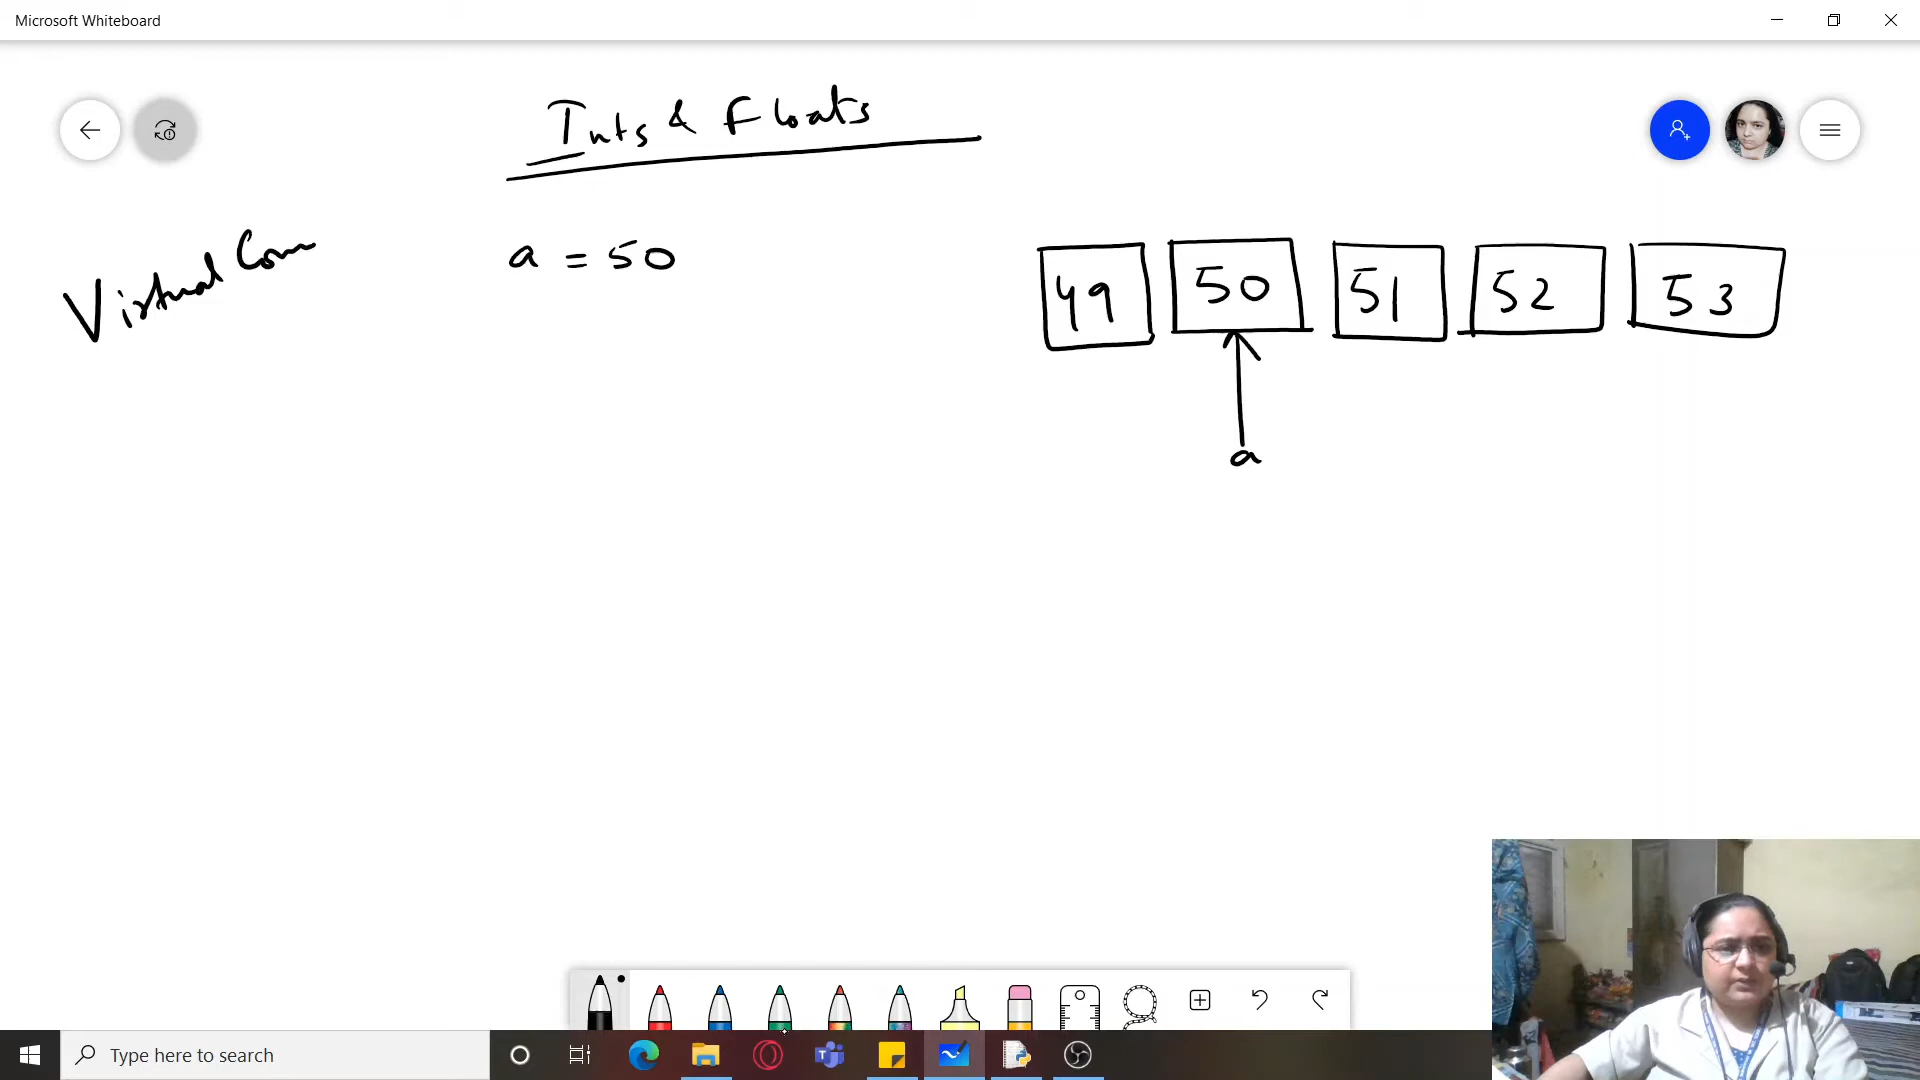 Microsoft Whiteboard
Ints & Floats
Virtual Com
a = 50
49 50 51 52 53
a
Type here to search